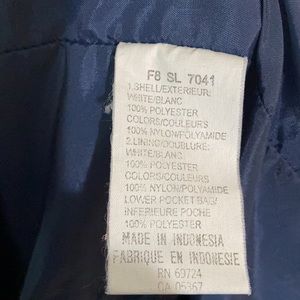 F8 SL 7041
1.SHELL/EXTERIEUR:
WHITE/BLANC
100% POLYESTER
COLORS/COULEURS
100% NYLON/POLYAMIDE
2.LINING/DOUBLURE:
WHITE/BLANC
100% POLYESTER
COLORS/COULEURS
100% NYLON/POLYAMIDE
LOWER POCKET BAG/
INFERIEURE POCHE
100% POLYESTER
MADE IN INDONESIA
FABRIQUE EN INDONESIE
RN 69724
CA 05367